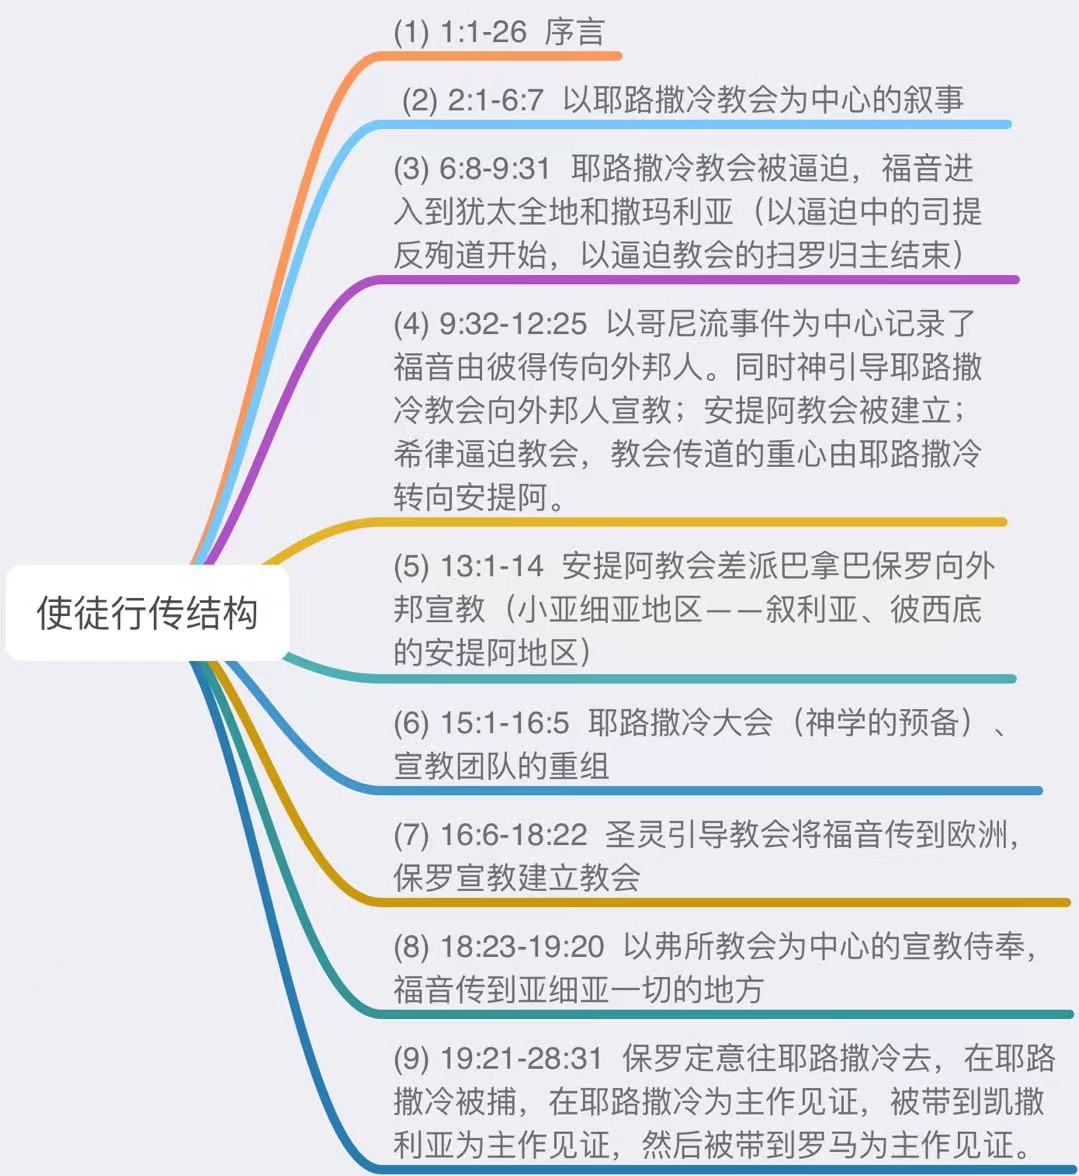 (1) 1:1-26 序言
(2) 2:1-6:7 以耶路撒冷教会为中心的叙事
(3) 6:8-9:31 耶路撒冷教会被逼迫，福音进
入到犹太全地和撒玛利亚（以逼迫中的司提
反殉道开始，以逼迫教会的扫罗归主结束）
(4) 9:32-12:25 以哥尼流事件为中心记录了
福音由彼得传向外邦人。同时神引导耶路撒
冷教会向外邦人宣教；安提阿教会被建立；
希律逼迫教会，教会传道的重心由耶路撒冷
转向安提阿。
(5) 13:1-14 安提阿教会差派巴拿巴保罗向外
邦宣教（小亚细亚地区——叙利亚、彼西底
的安提阿地区）
使徒行传结构
(6) 15:1-16:5 耶路撒冷大会（神学的预备）、
宣教团队的重组
(7) 16:6-18:22 圣灵引导教会将福音传到欧洲，
保罗宣教建立教会
(8) 18:23-19:20 以弗所教会为中心的宣教侍奉，
福音传到亚细亚一切的地方
(9) 19:21-28:31 保罗定意往耶路撒冷去，在耶路
撒冷被捕，在耶路撒冷为主作见证，被带到凯撒
利亚为主作见证，然后被带到罗马为主作见证。